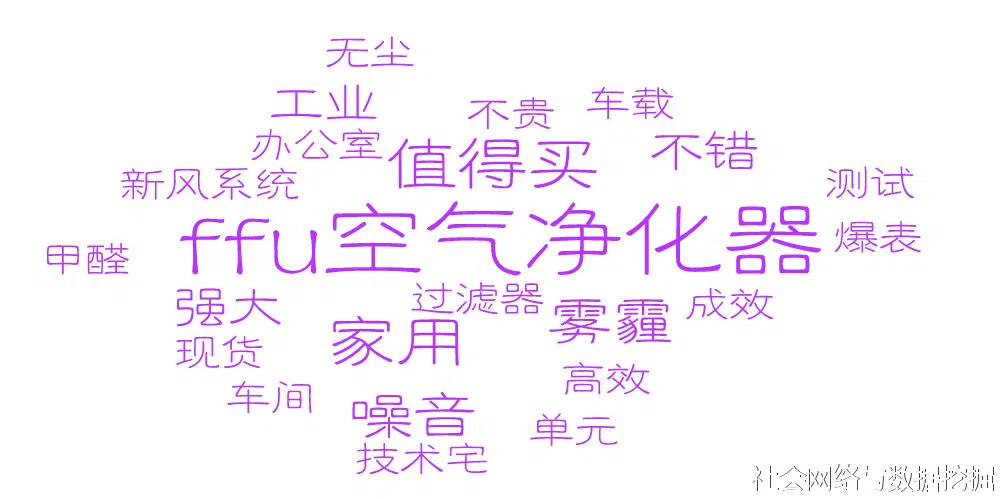 无尘
工业
不贵
车载
办公室
值得买
不错
新风系统
测试
ffu空气净化器
爆表
甲醛
强大
过滤器
雾霾
成效
家用
现货
高效
车间
噪音
单元
技术宅
社会网络与数据挖掘